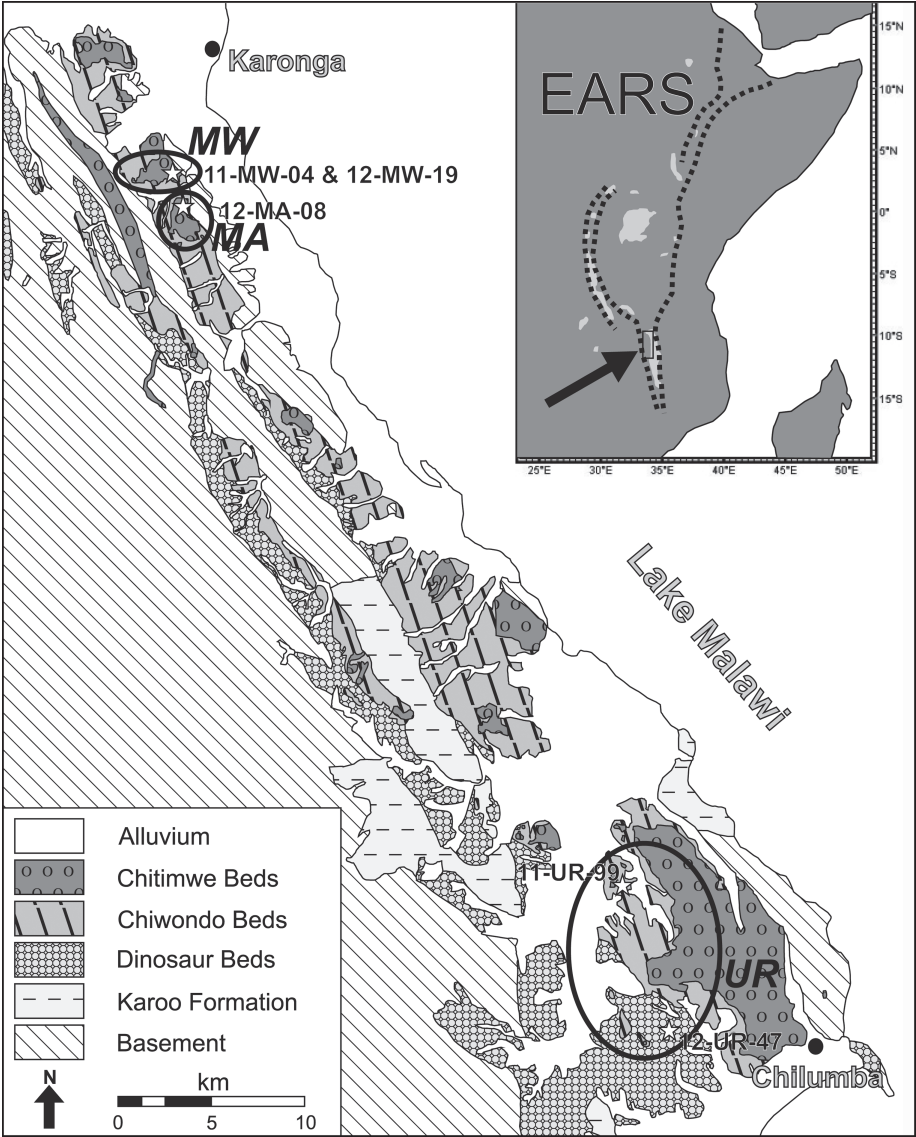 Karonga
MW
11-MW-04 & 12-MW-19
12-MA-08
MA
EARS
15°N
10°N
5°N
0°
5°S
10°S
15°S
25°E
30°E
35°E
40°E
45°E
50°E
Lake Malawi
11-UR-99
UR
12-UR-47
Chilumba
Alluvium
Chitimwe Beds
Chiwondo Beds
Dinosaur Beds
Karoo Formation
Basement
N
km
0 5 10